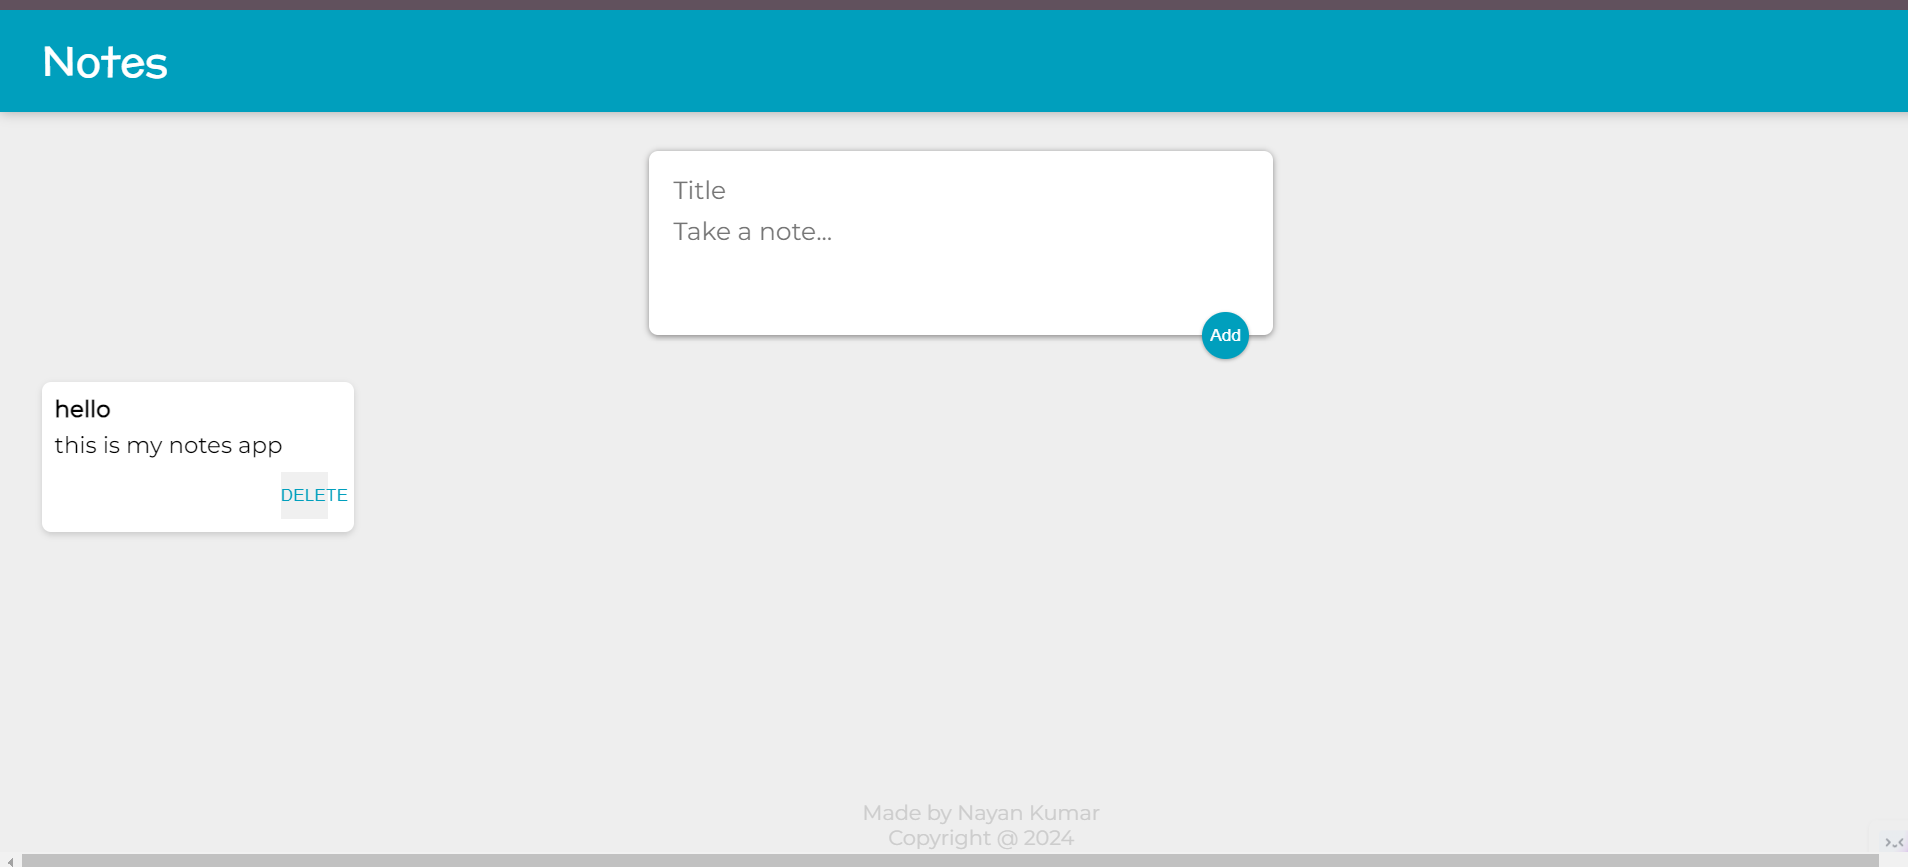 Notes
Title
Take a note...
Add
hello
this is my notes app
DELETE
Made by Nayan Kumar
Copyright @ 2024